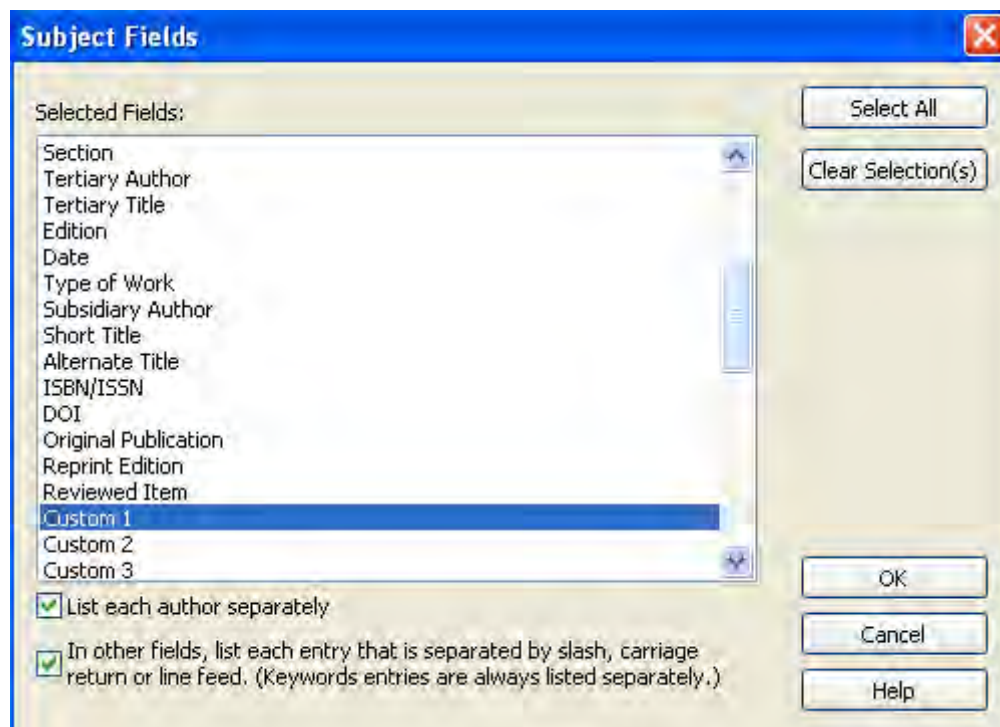 Subject Fields
Selected Fields:
Select All
Clear Selection(s)
Section
Tertiary Author
Tertiary Title
Edition
Date
Type of Work
Subsidiary Author
Short Title
Alternate Title
ISBN/ISSN
DOI
Original Publication
Reprint Edition
Reviewed Item
Custom 1
Custom 2
Custom 3
List each author separately
In other fields, list each entry that is separated by slash, carriage
return or line feed. (Keywords entries are always listed separately.)
OK
Cancel
Help